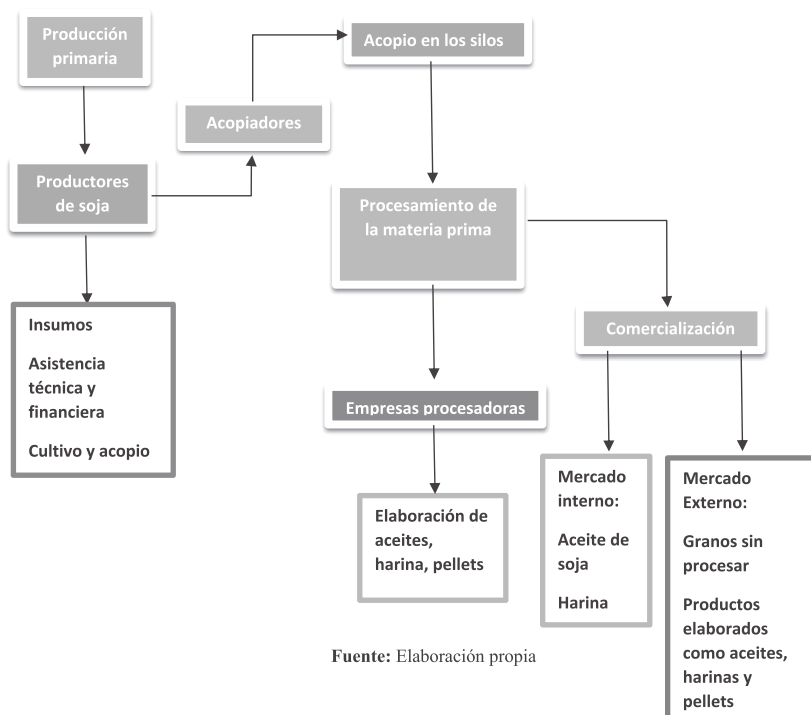 Producción
primaria
Acopio en los silos
Acopiadores
Productores
de soja
Procesamiento de
la materia prima
Insumos
Asistencia
técnica y
financiera
Cultivo y acopio
Comercialización
Empresas procesadoras
Elaboración de
aceites,
harina, pellets
Mercado
interno:
Aceite de
soja
Harina
Mercado
Externo:
Granos sin
procesar
Productos
elaborados
como aceites,
harinas y
pellets
Fuente: Elaboración propia